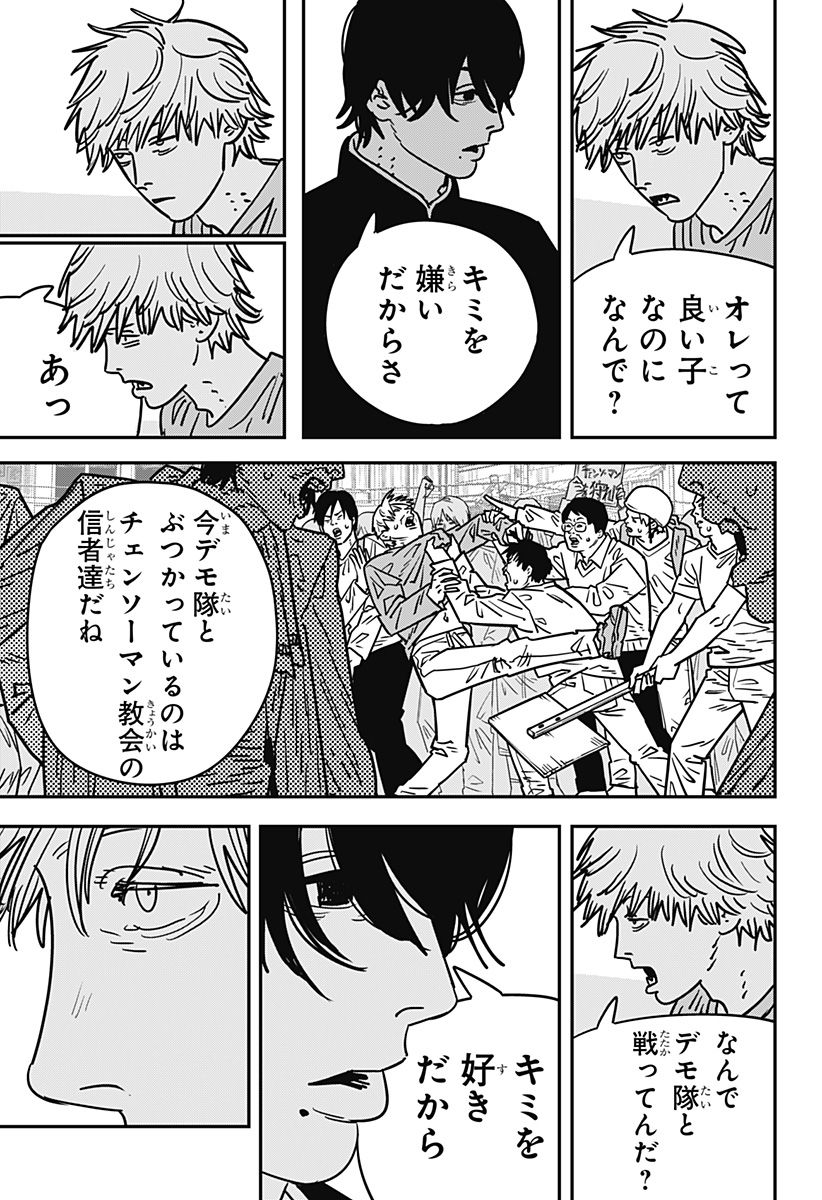 オレって
良い子
なのに
なんで？
キミを
嫌い
だからさ
あっ
今デモ隊と
ぶつかっているのは
チェンソーマン教会の
信者達だね
なんで
デモ隊と
戦ってんだ？
キミを
好き
だから